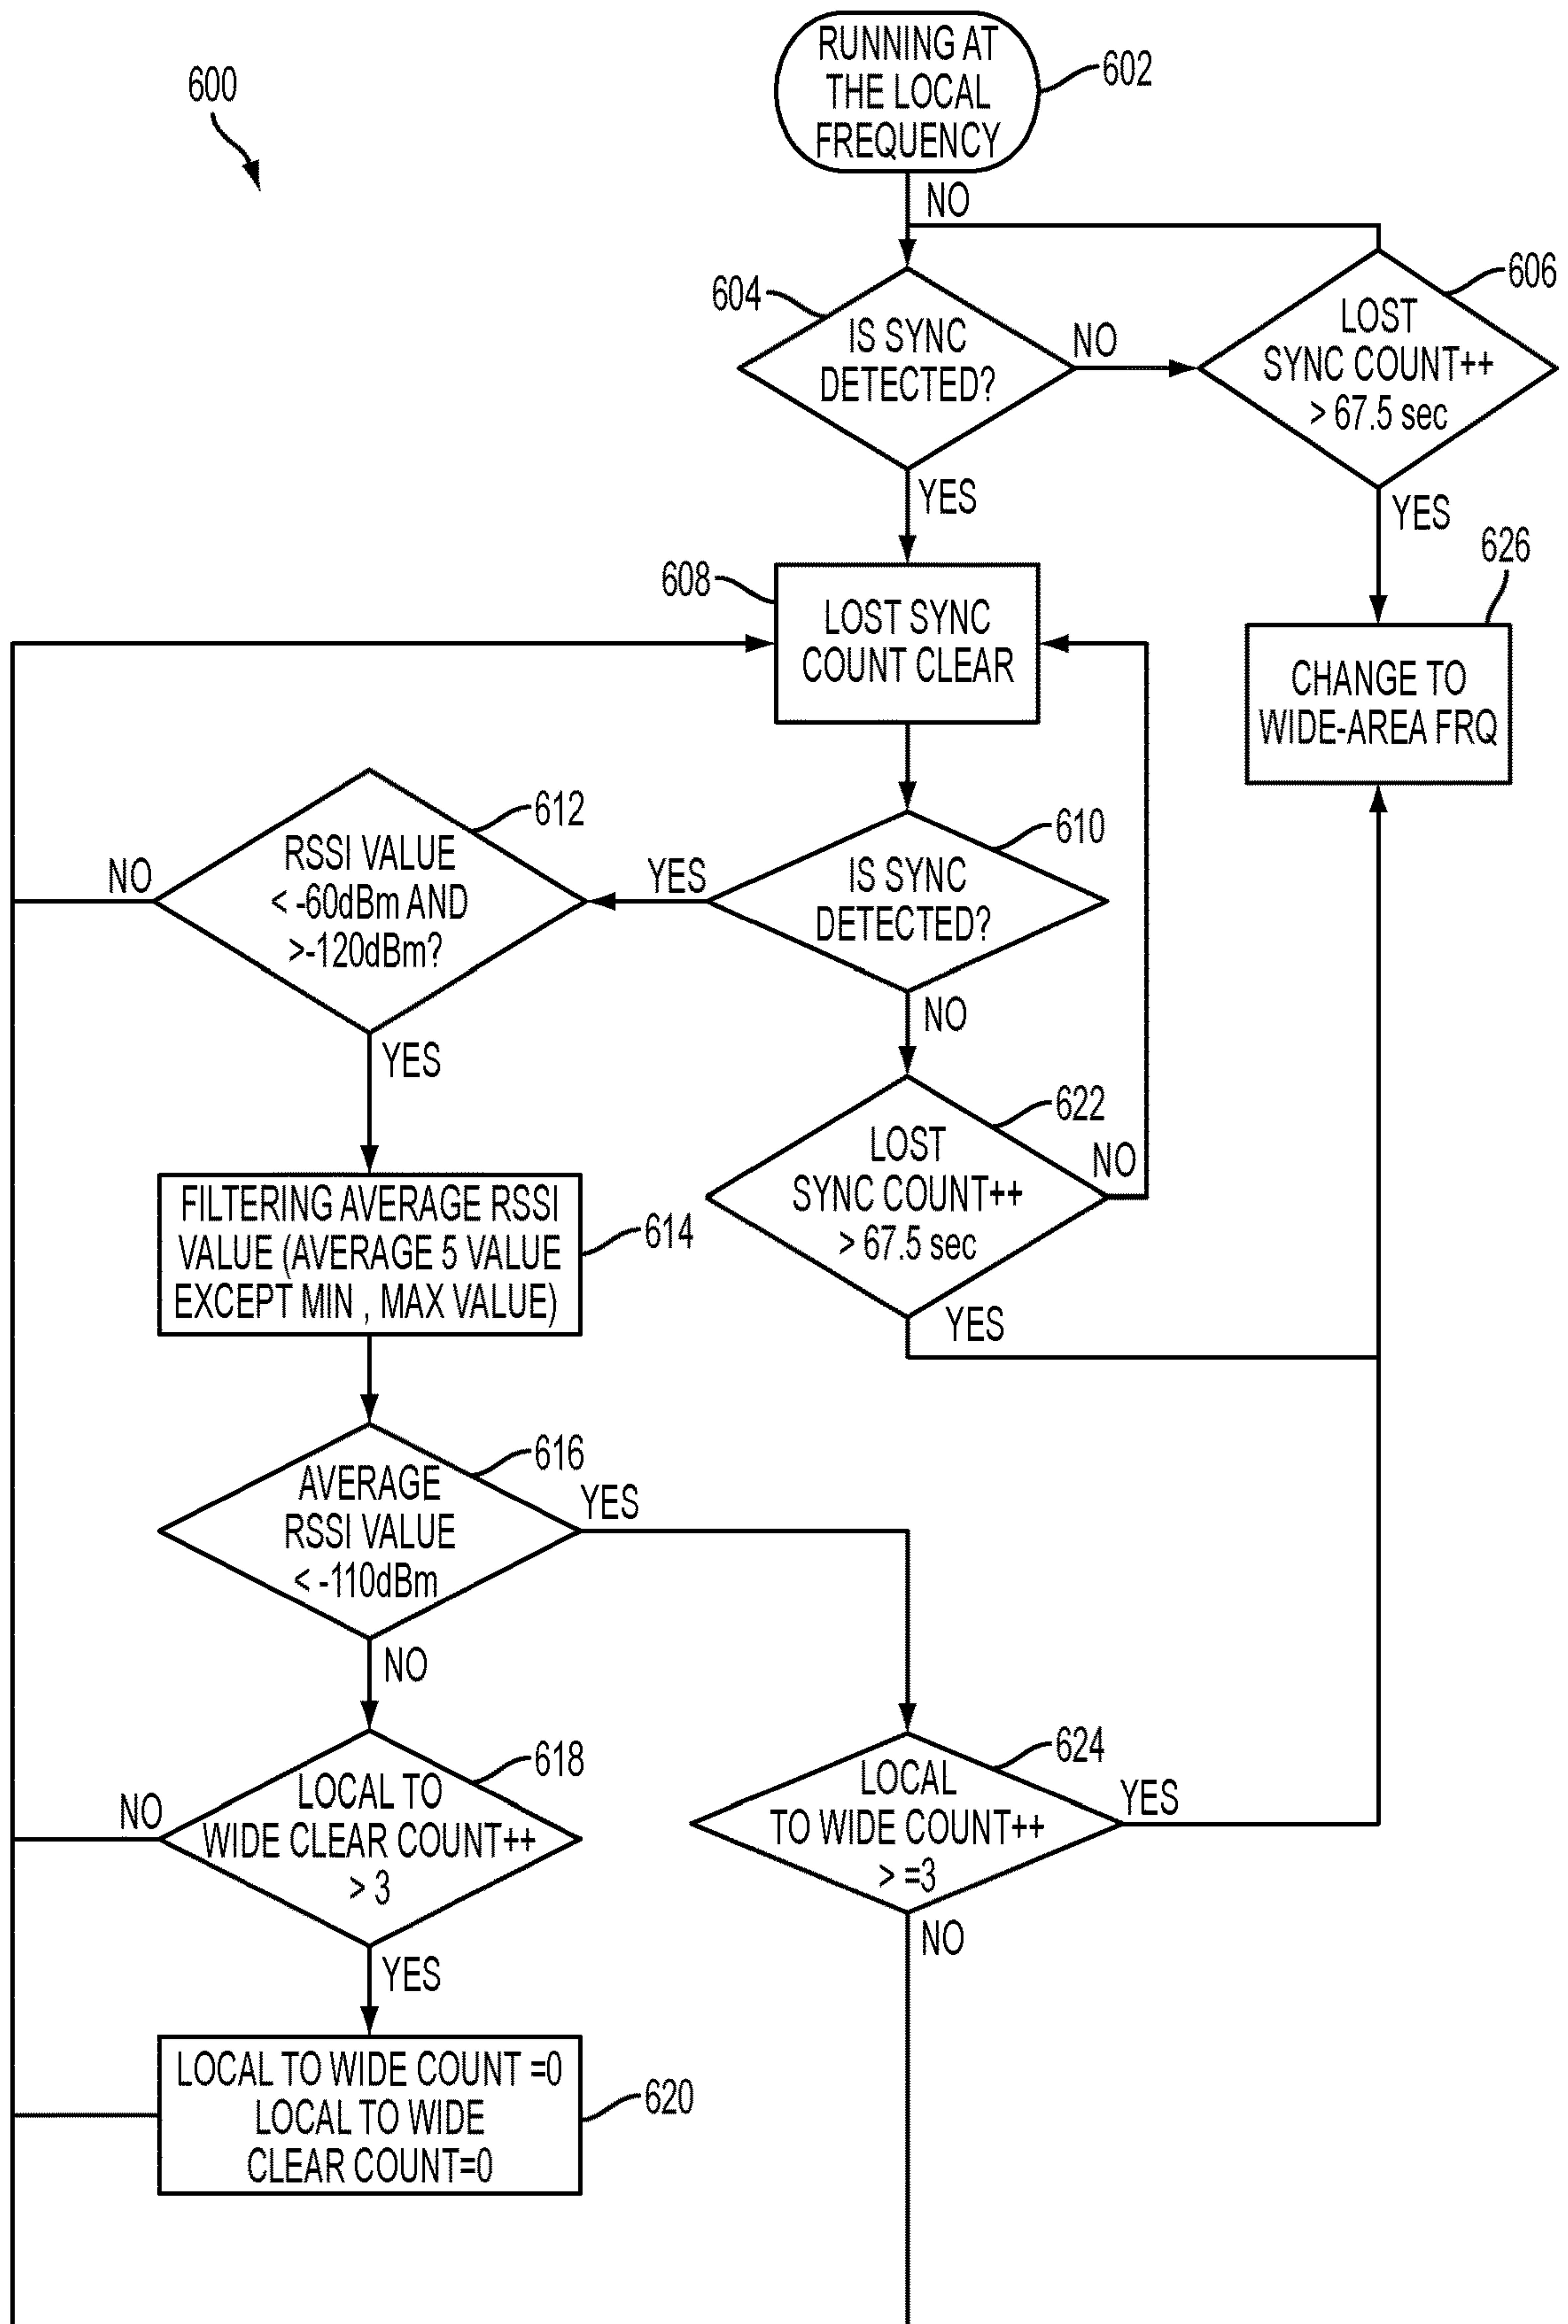 600
RUNNING AT
THE LOCAL
FREQUENCY
602
NO
604
IS SYNC
DETECTED?
NO
606
LOST
SYNC COUNT++
> 67.5 sec
YES
YES
626
608
LOST SYNC
COUNT CLEAR
CHANGE TO
WIDE-AREA FRQ
612
RSSI VALUE
< -60dBm AND
>-120dBm?
NO
YES
610
IS SYNC
DETECTED?
YES
NO
622
LOST
SYNC COUNT++
> 67.5 sec
NO
YES
FILTERING AVERAGE RSSI
VALUE (AVERAGE 5 VALUE
EXCEPT MIN , MAX VALUE)
614
616
AVERAGE
RSSI VALUE
< -110dBm
YES
NO
618
LOCAL TO
WIDE CLEAR COUNT++
> 3
NO
YES
624
LOCAL
TO WIDE COUNT++
> =3
YES
NO
LOCAL TO WIDE COUNT =0
LOCAL TO WIDE
CLEAR COUNT=0
620